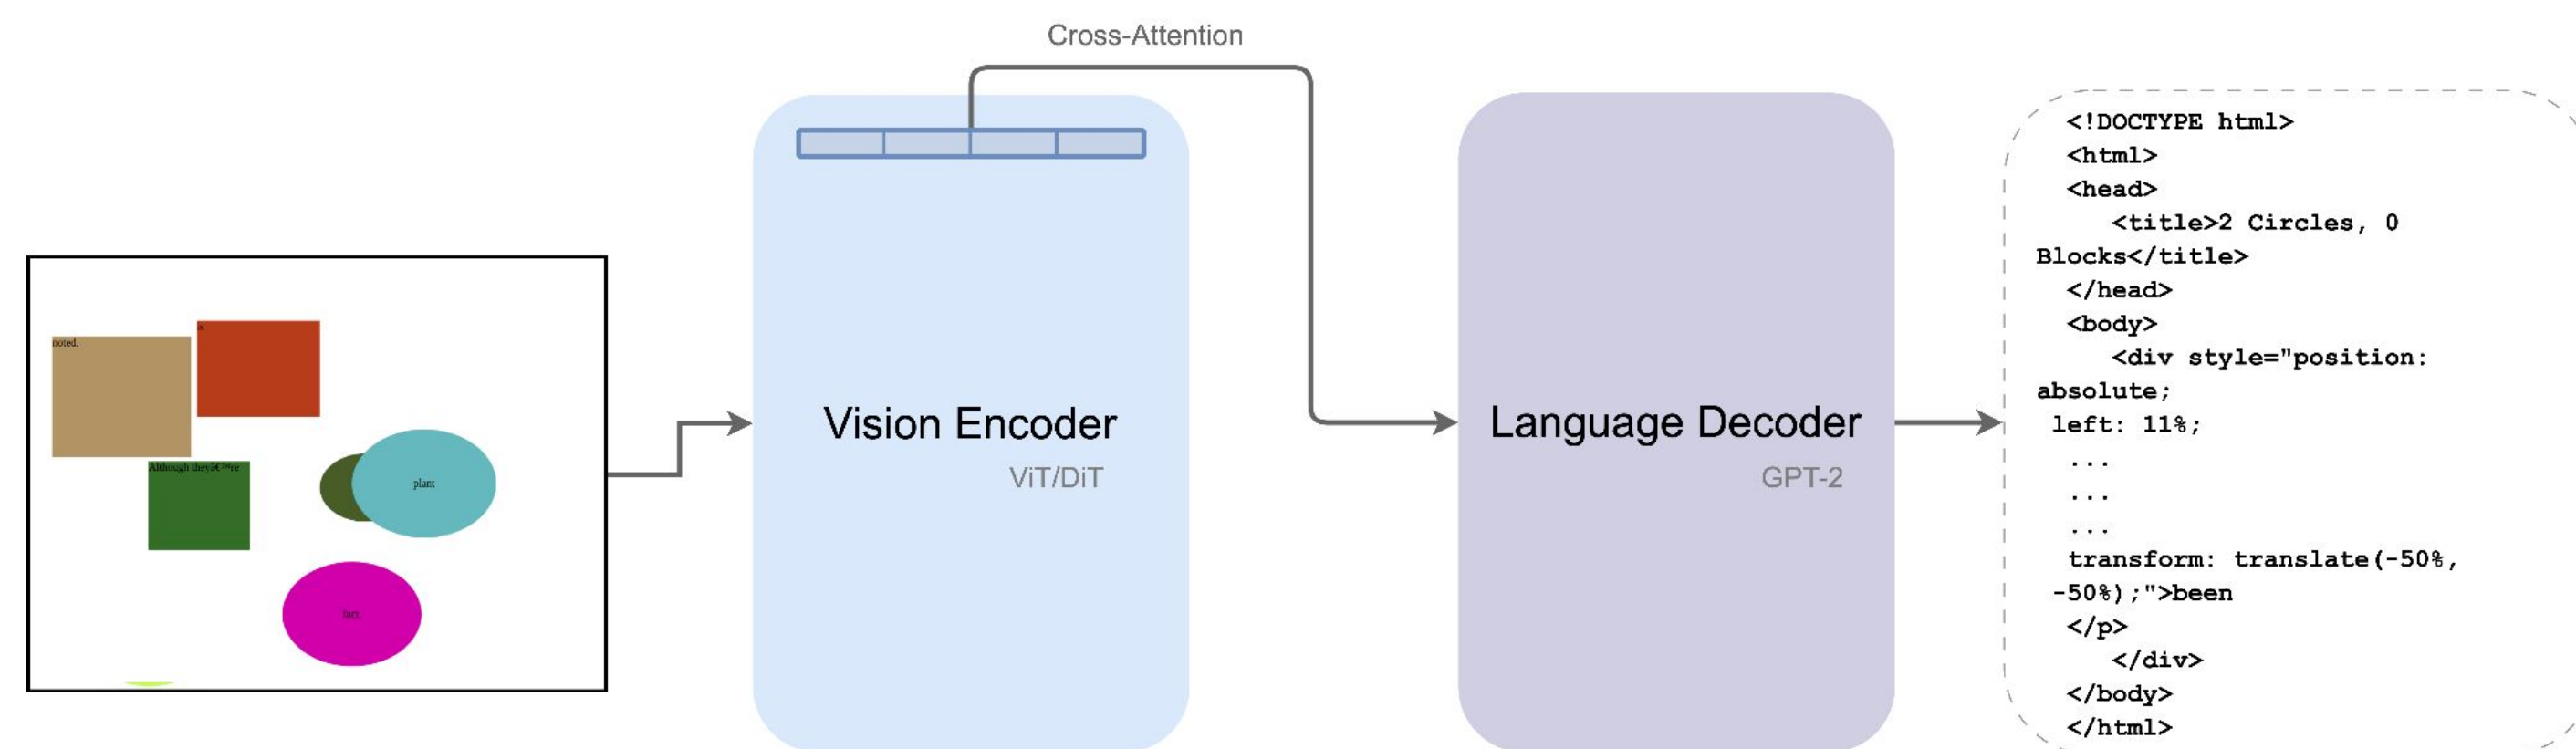 Cross-Attention
noted.
is
Although theyâ€™re
plant
fact,
Vision Encoder
ViT/DiT
Language Decoder
GPT-2
<!DOCTYPE html>
<html>
<head>
<title>2 Circles, 0
Blocks</title>
</head>
<body>
<div style="position:
absolute;
left: 11%;
...
...
...
transform: translate(-50%,
-50%);">been
</p>
</div>
</body>
</html>